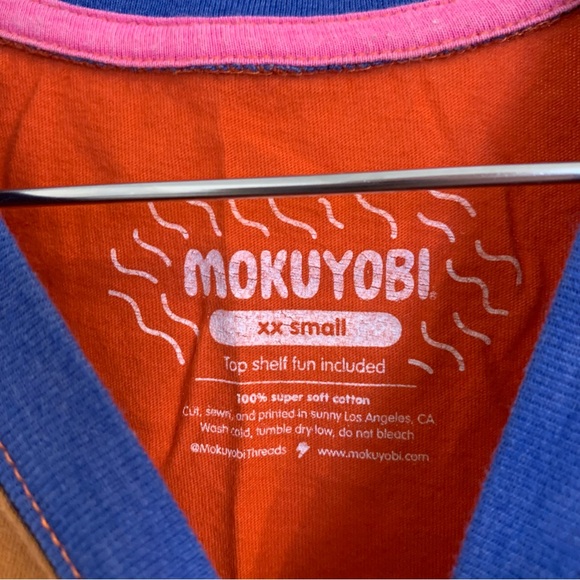 MOKUYOBI
xx small
Top shelf fun included
100% super soft cotton
Cut, sewn, and printed in sunny Los Angeles, CA
Wash cold, tumble dry low, do not bleach
@MokuyobiThreads www.mokuyobi.com